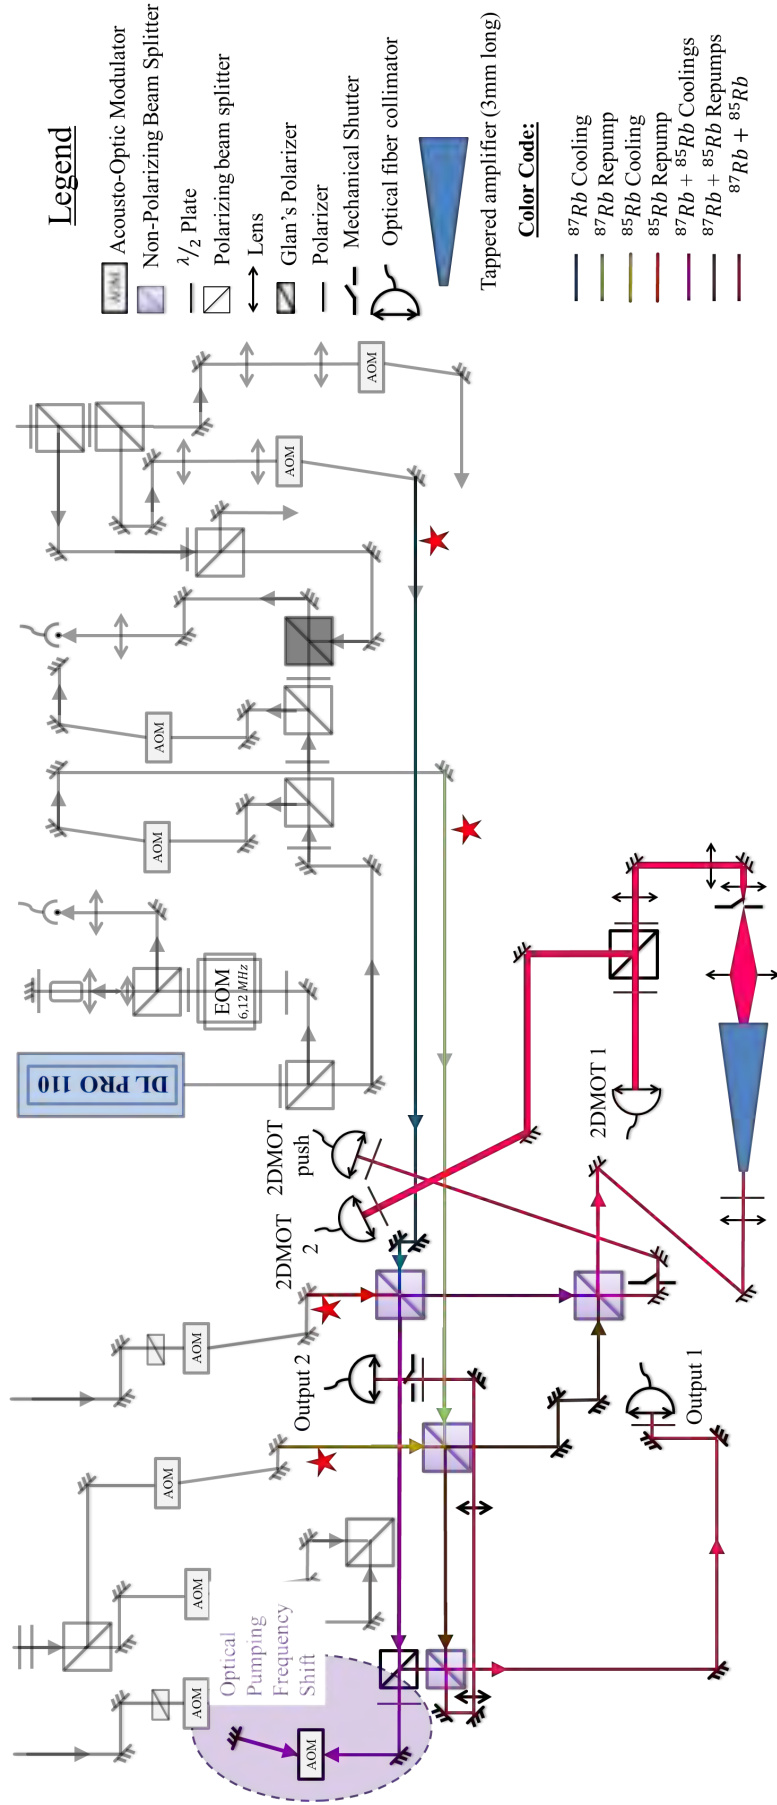 Legend
AOM
Acousto-Optic Modulator
Non-Polarizing Beam Splitter
λ/2 Plate
Polarizing beam splitter
Lens
Glan's Polarizer
Polarizer
Mechanical Shutter
Optical fiber collimator
Tappered amplifier (3mm long)
Color Code:
⁸⁷Rb Cooling
⁸⁷Rb Repump
⁸⁵Rb Cooling
⁸⁵Rb Repump
⁸⁷Rb + ⁸⁵Rb Coolings
⁸⁷Rb + ⁸⁵Rb Repumps
⁸⁷Rb + ⁸⁵Rb
AOM
AOM
AOM
AOM
EOM
6,12 MHz
DL PRO 110
2DMOT
push
2DMOT
2
2DMOT 1
Output 2
Output 1
AOM
AOM
AOM
AOM
Optical
Pumping
Frequency
Shift
AOM